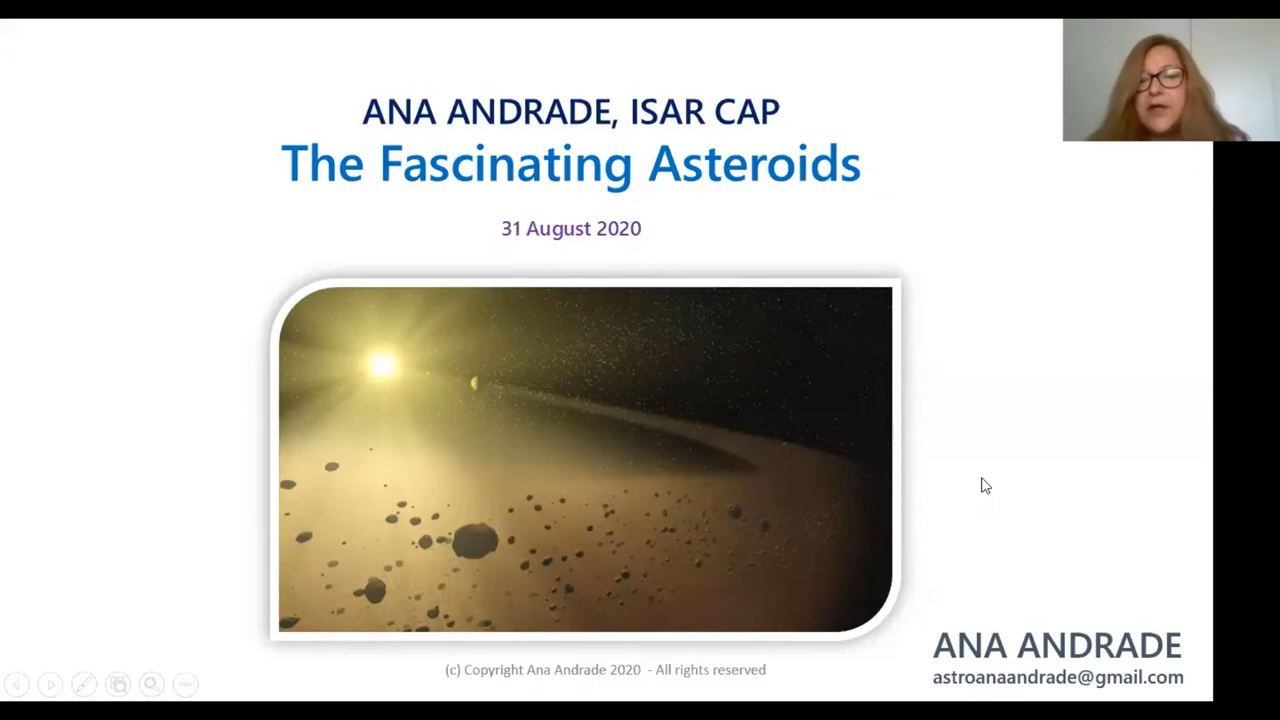 ANA ANDRADE, ISAR CAP
The Fascinating Asteroids
31 August 2020
(c) Copyright Ana Andrade 2020 - All rights reserved
ANA ANDRADE
astroanaandrade@gmail.com